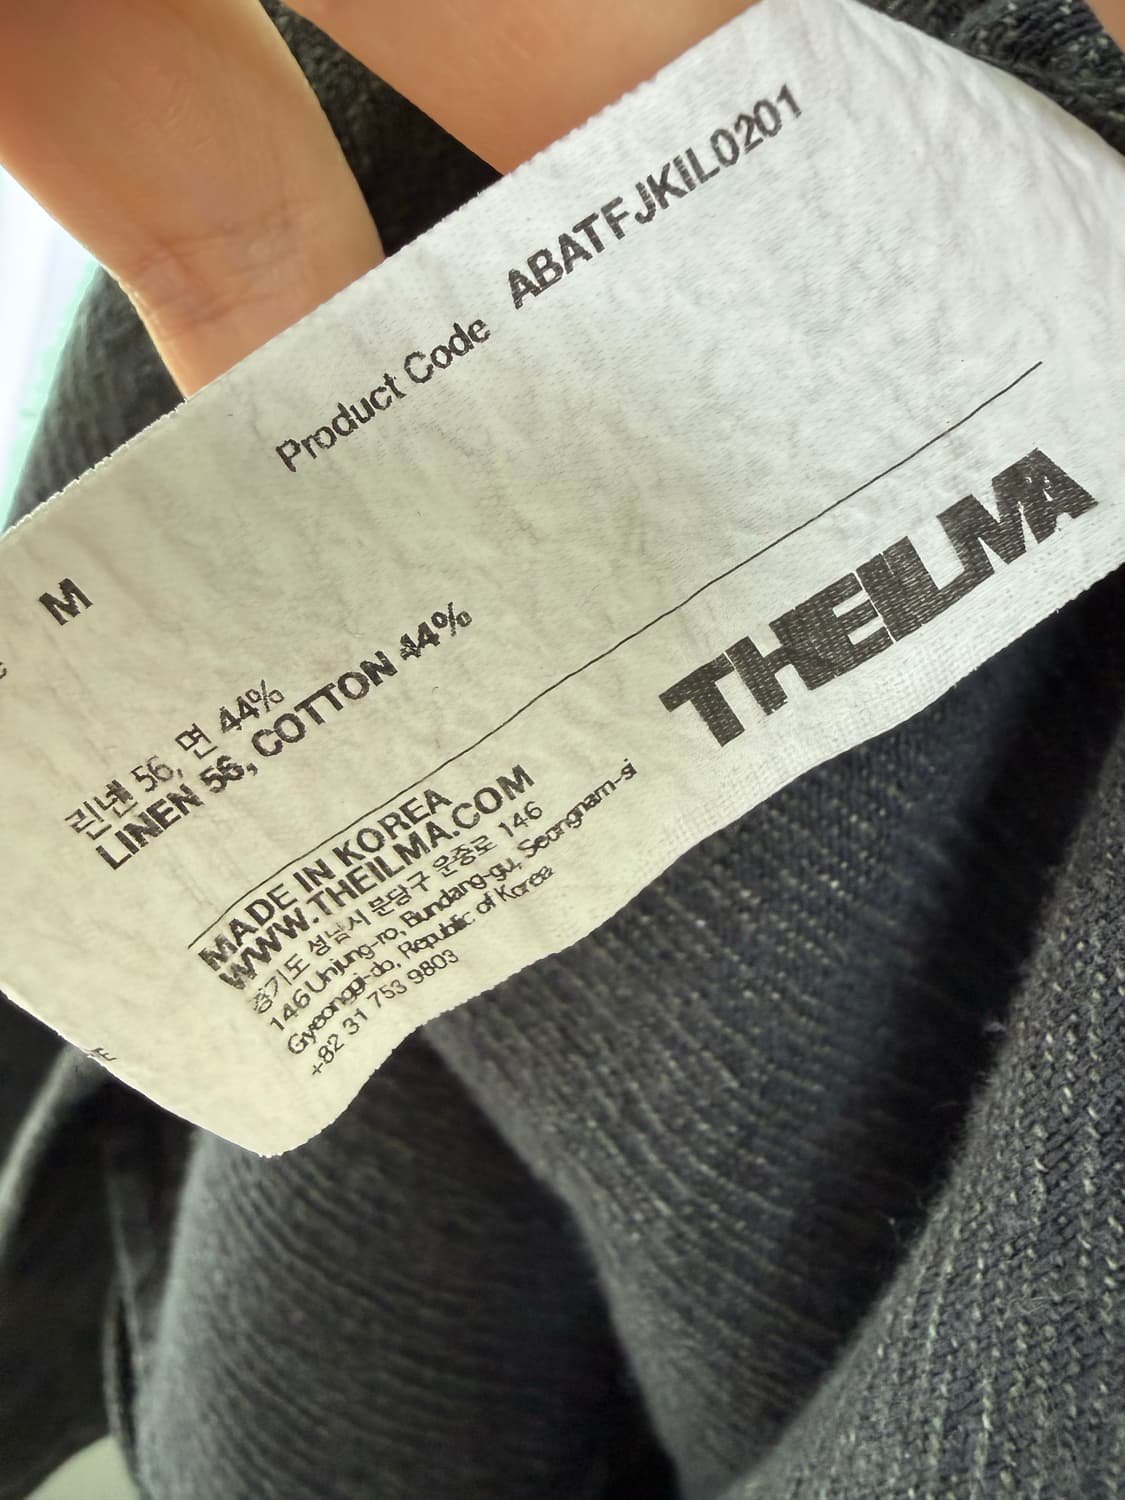 Product Code ABATFJKIL0201
M
린넨 56, 면 44%
LINEN 56, COTTON 44%
THEILMA
MADE IN KOREA
WWW.THEILMA.COM
경기도 성남시 분당구 운중로 146
146 Unjung-ro, Bundang-gu, Seongnam-si
Gyeonggi-do, Republic of Korea
+82 31 753 9803